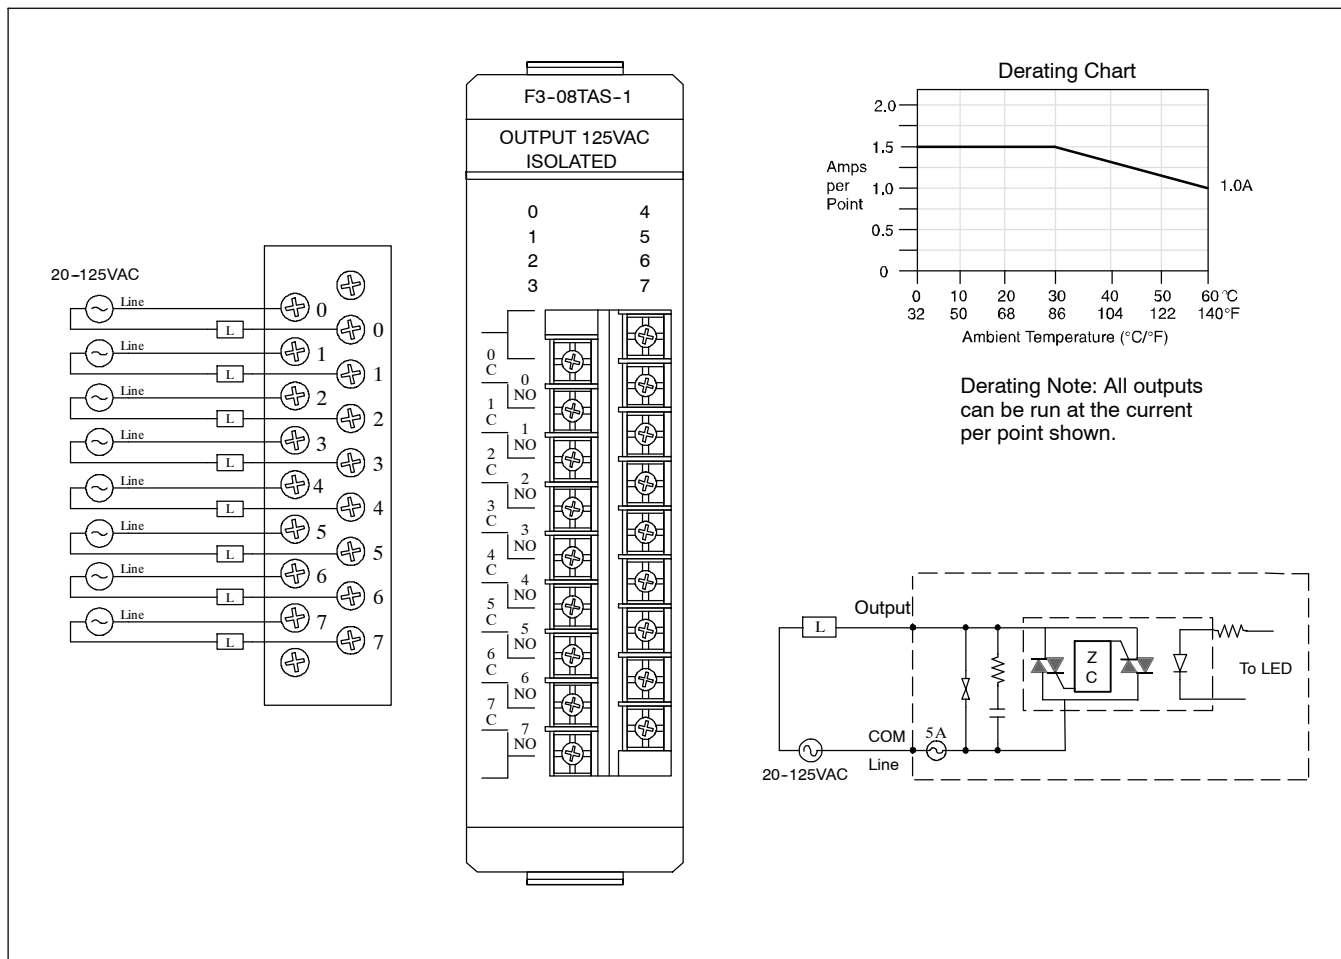 20-125VAC
Line
0
L
0
Line
1
L
1
Line
2
L
2
Line
3
L
3
Line
4
L
4
Line
5
L
5
Line
6
L
6
Line
7
L
7
F3-08TAS-1
OUTPUT 125VAC
ISOLATED
0 4
1 5
2 6
3 7
0
C
0
NO
1
C
1
NO
2
C
2
NO
3
C
3
NO
4
C
4
NO
5
C
5
NO
6
C
6
NO
7
C
7
NO
Derating Chart
2.0
1.5
1.0
0.5
0
Amps
per
Point
1.0A
0 10 20 30 40 50 60°C
32 50 68 86 104 122 140°F
Ambient Temperature (°C/°F)
Derating Note: All outputs
can be run at the current
per point shown.
Output
L
Z
C
To LED
COM
5A
Line
20-125VAC